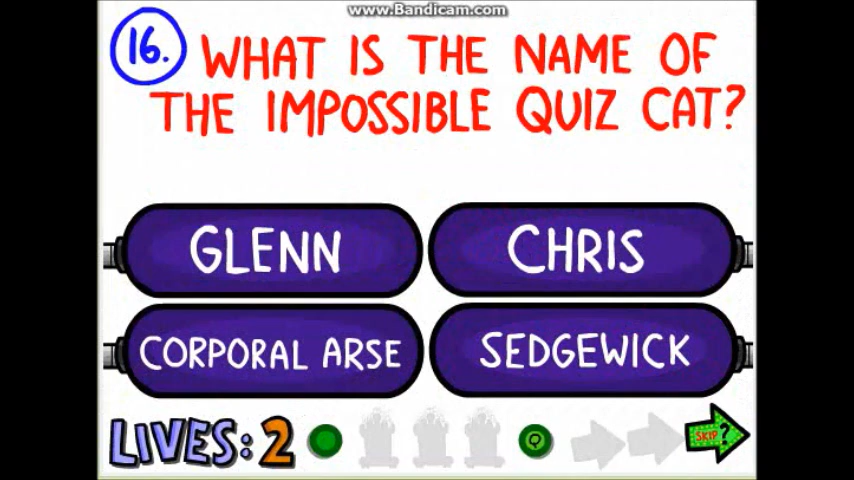 www.Bandicam.com
16. WHAT IS THE NAME OF
THE IMPOSSIBLE QUIZ CAT?
GLENN
CHRIS
CORPORAL ARSE
SEDGEWICK
LIVES: 2
SKIP?